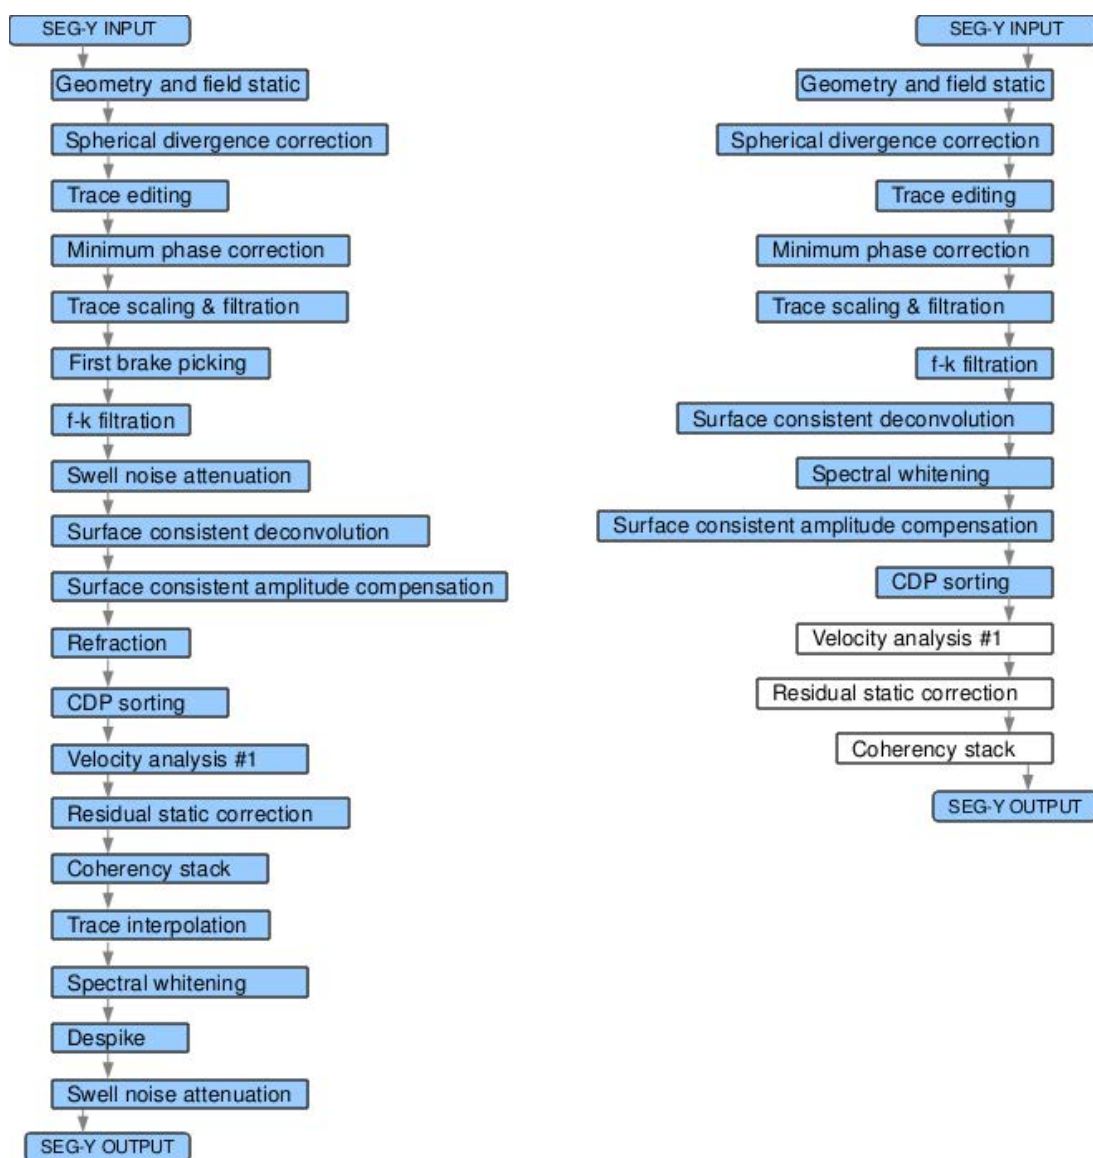 SEG-Y INPUT
Geometry and field static
Spherical divergence correction
Trace editing
Minimum phase correction
Trace scaling & filtration
First brake picking
f-k filtration
Swell noise attenuation
Surface consistent deconvolution
Surface consistent amplitude compensation
Refraction
CDP sorting
Velocity analysis #1
Residual static correction
Coherency stack
Trace interpolation
Spectral whitening
Despike
Swell noise attenuation
SEG-Y OUTPUT
SEG-Y INPUT
Geometry and field static
Spherical divergence correction
Trace editing
Minimum phase correction
Trace scaling & filtration
f-k filtration
Surface consistent deconvolution
Spectral whitening
Surface consistent amplitude compensation
CDP sorting
Velocity analysis #1
Residual static correction
Coherency stack
SEG-Y OUTPUT